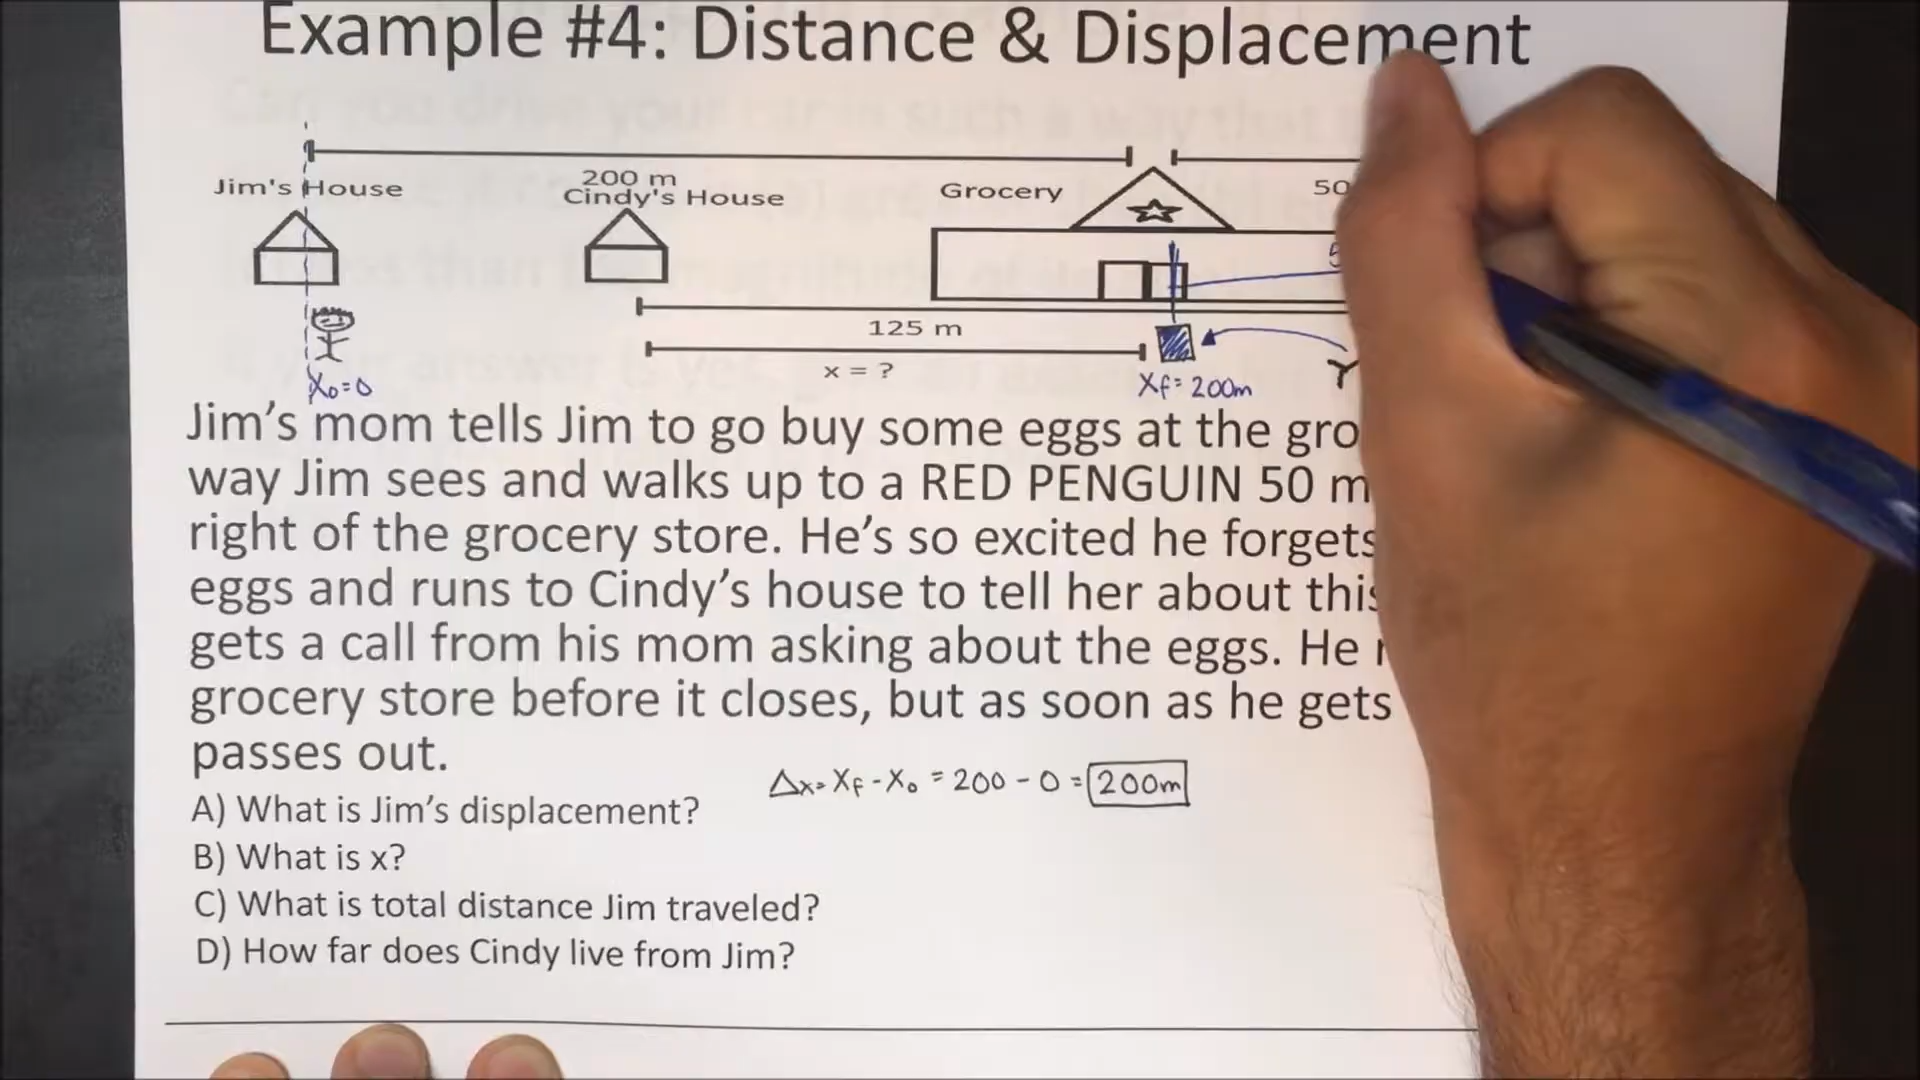 Example #4: Distance & Displacement
200 m
50
Jim's House
Cindy's House
Grocery
125 m
x = ?
X₀=0
Xf= 200m
Jim's mom tells Jim to go buy some eggs at the
way Jim sees and walks up to a RED PENGUIN 50 m
right of the grocery store. He's so excited he forgets
eggs and runs to Cindy's house to tell her about this
gets a call from his mom asking about the eggs. He
grocery store before it closes, but as soon as he gets
passes out.
Δx= Xf - X₀ = 200 - 0 = 200m
A) What is Jim's displacement?
B) What is x?
C) What is total distance Jim traveled?
D) How far does Cindy live from Jim?